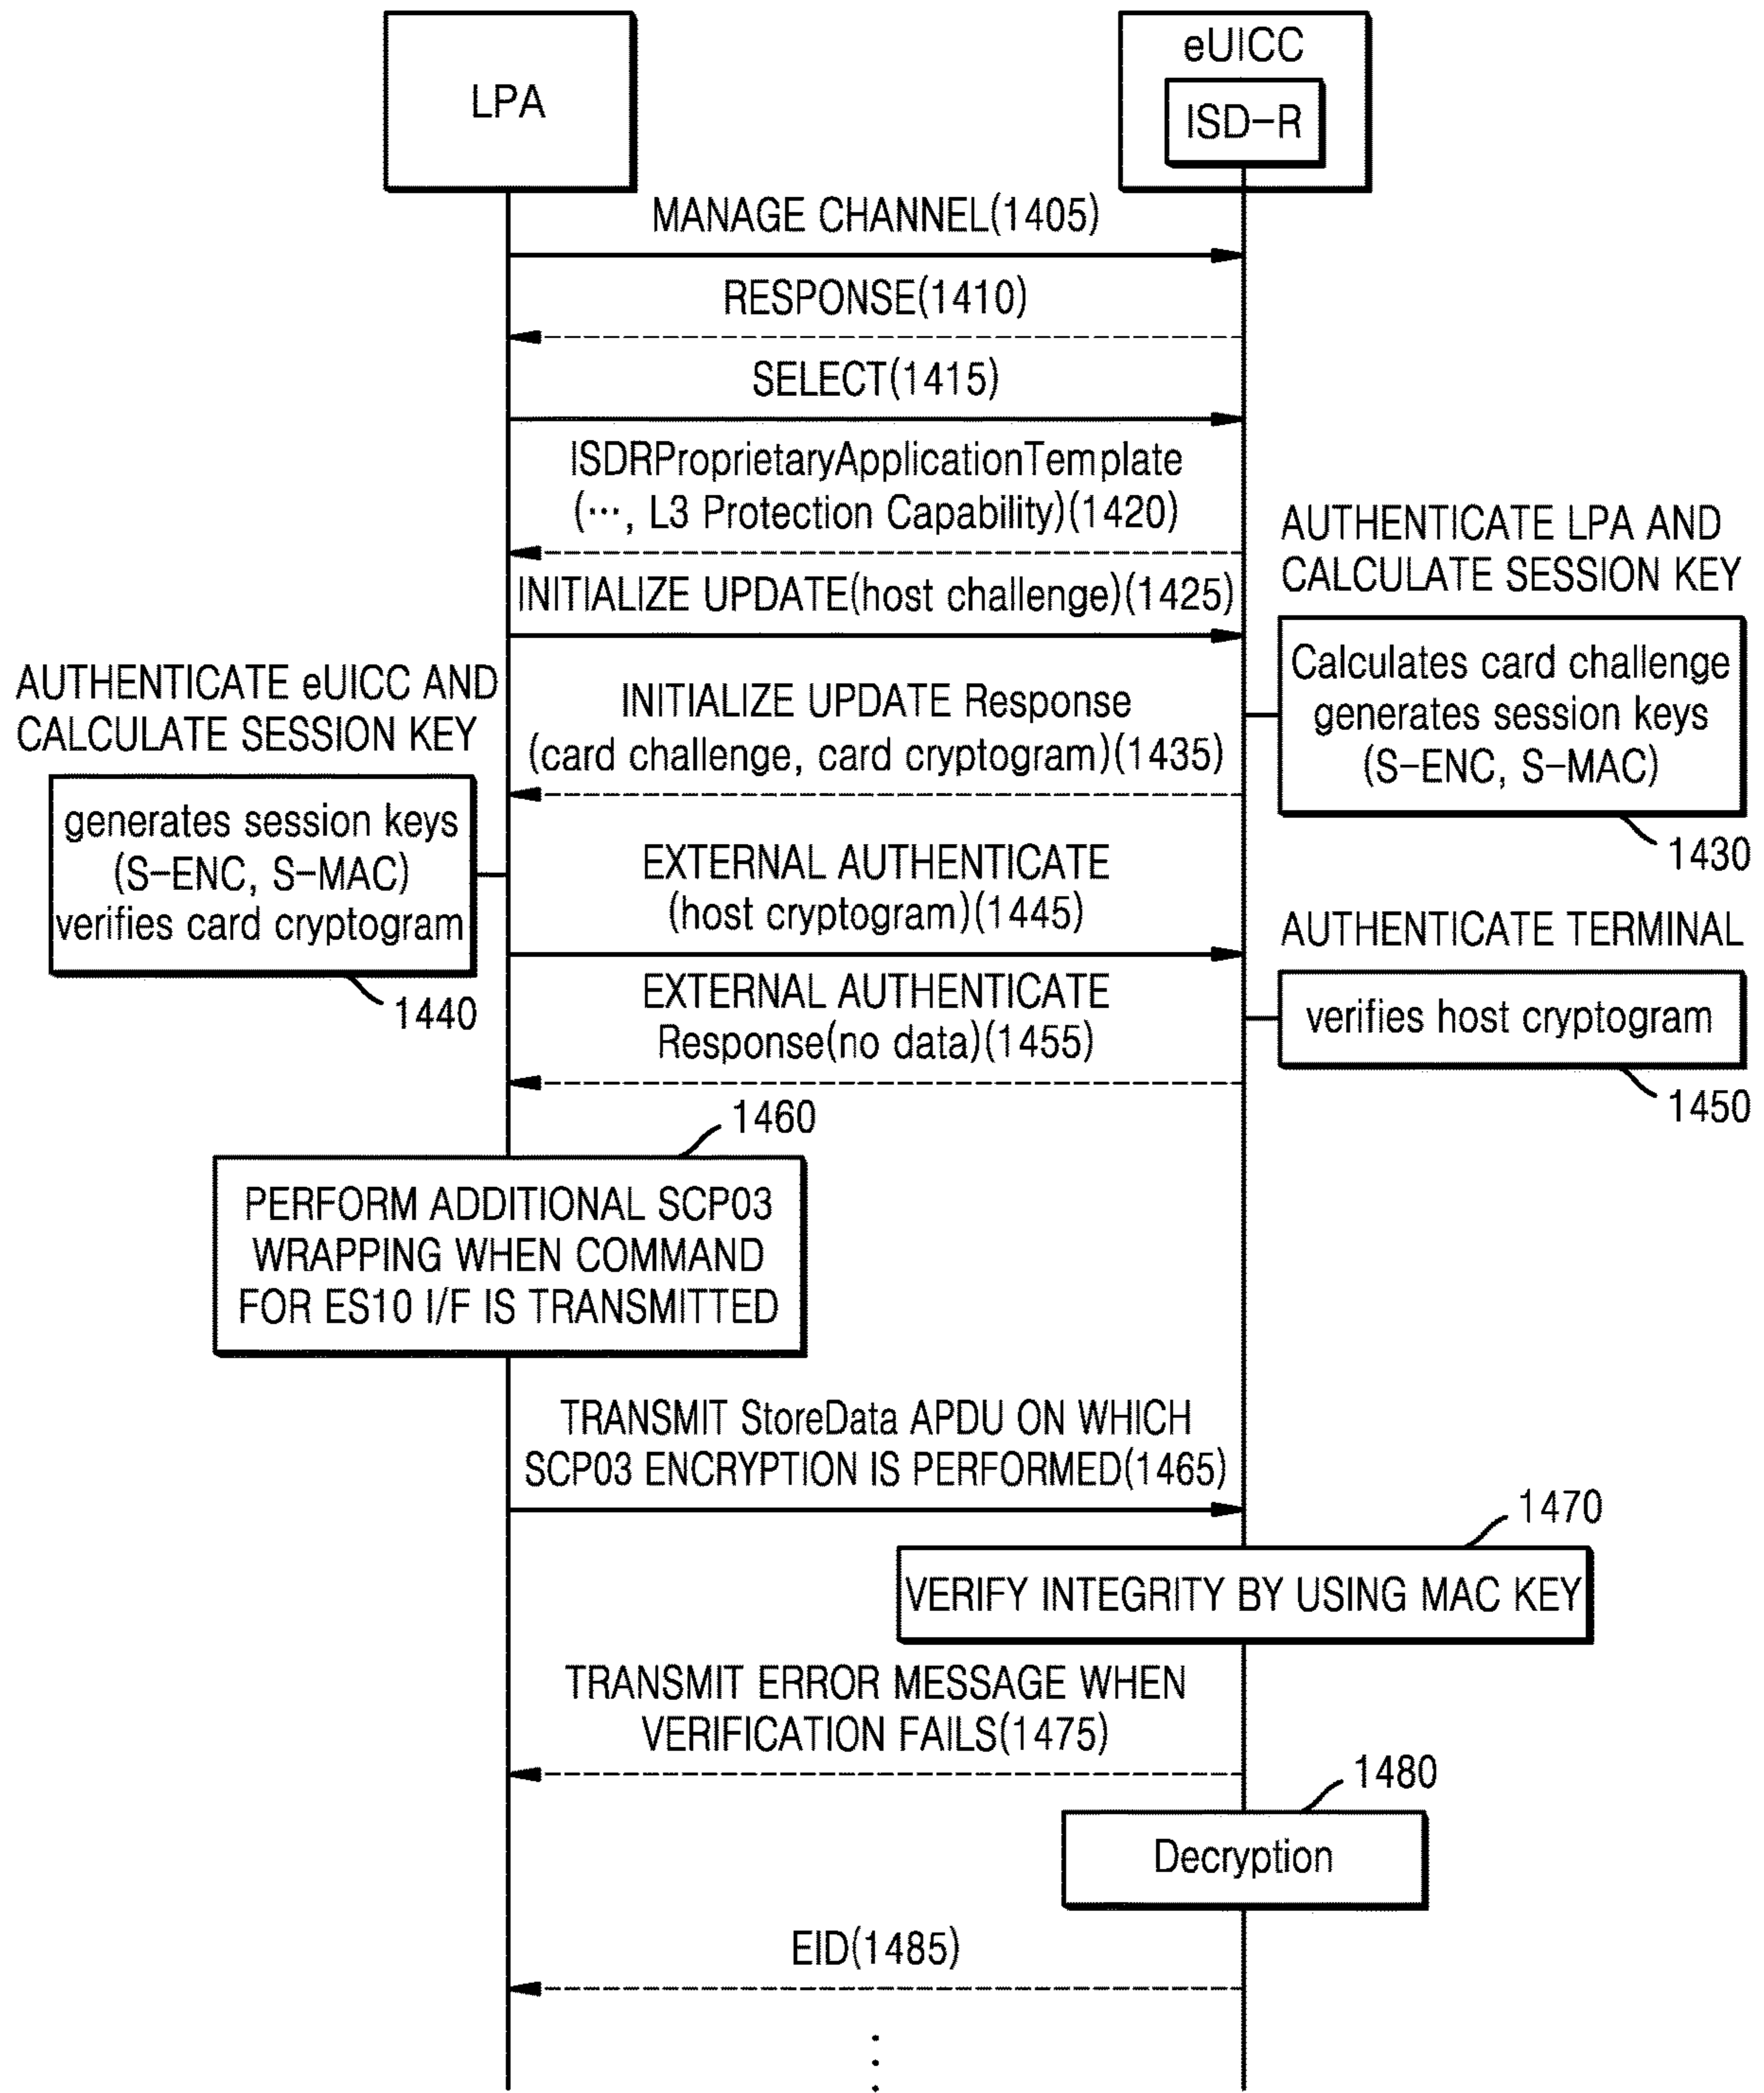 LPA
eUICC
ISD-R
MANAGE CHANNEL(1405)
RESPONSE(1410)
SELECT(1415)
ISDRProprietaryApplicationTemplate
(···, L3 Protection Capability)(1420)
AUTHENTICATE LPA AND
CALCULATE SESSION KEY
INITIALIZE UPDATE(host challenge)(1425)
Calculates card challenge
generates session keys
(S-ENC, S-MAC)
1430
AUTHENTICATE eUICC AND
CALCULATE SESSION KEY
INITIALIZE UPDATE Response
(card challenge, card cryptogram)(1435)
generates session keys
(S-ENC, S-MAC)
verifies card cryptogram
1440
EXTERNAL AUTHENTICATE
(host cryptogram)(1445)
AUTHENTICATE TERMINAL
verifies host cryptogram
1450
EXTERNAL AUTHENTICATE
Response(no data)(1455)
1460
PERFORM ADDITIONAL SCP03
WRAPPING WHEN COMMAND
FOR ES10 I/F IS TRANSMITTED
TRANSMIT StoreData APDU ON WHICH
SCP03 ENCRYPTION IS PERFORMED(1465)
1470
VERIFY INTEGRITY BY USING MAC KEY
TRANSMIT ERROR MESSAGE WHEN
VERIFICATION FAILS(1475)
1480
Decryption
EID(1485)